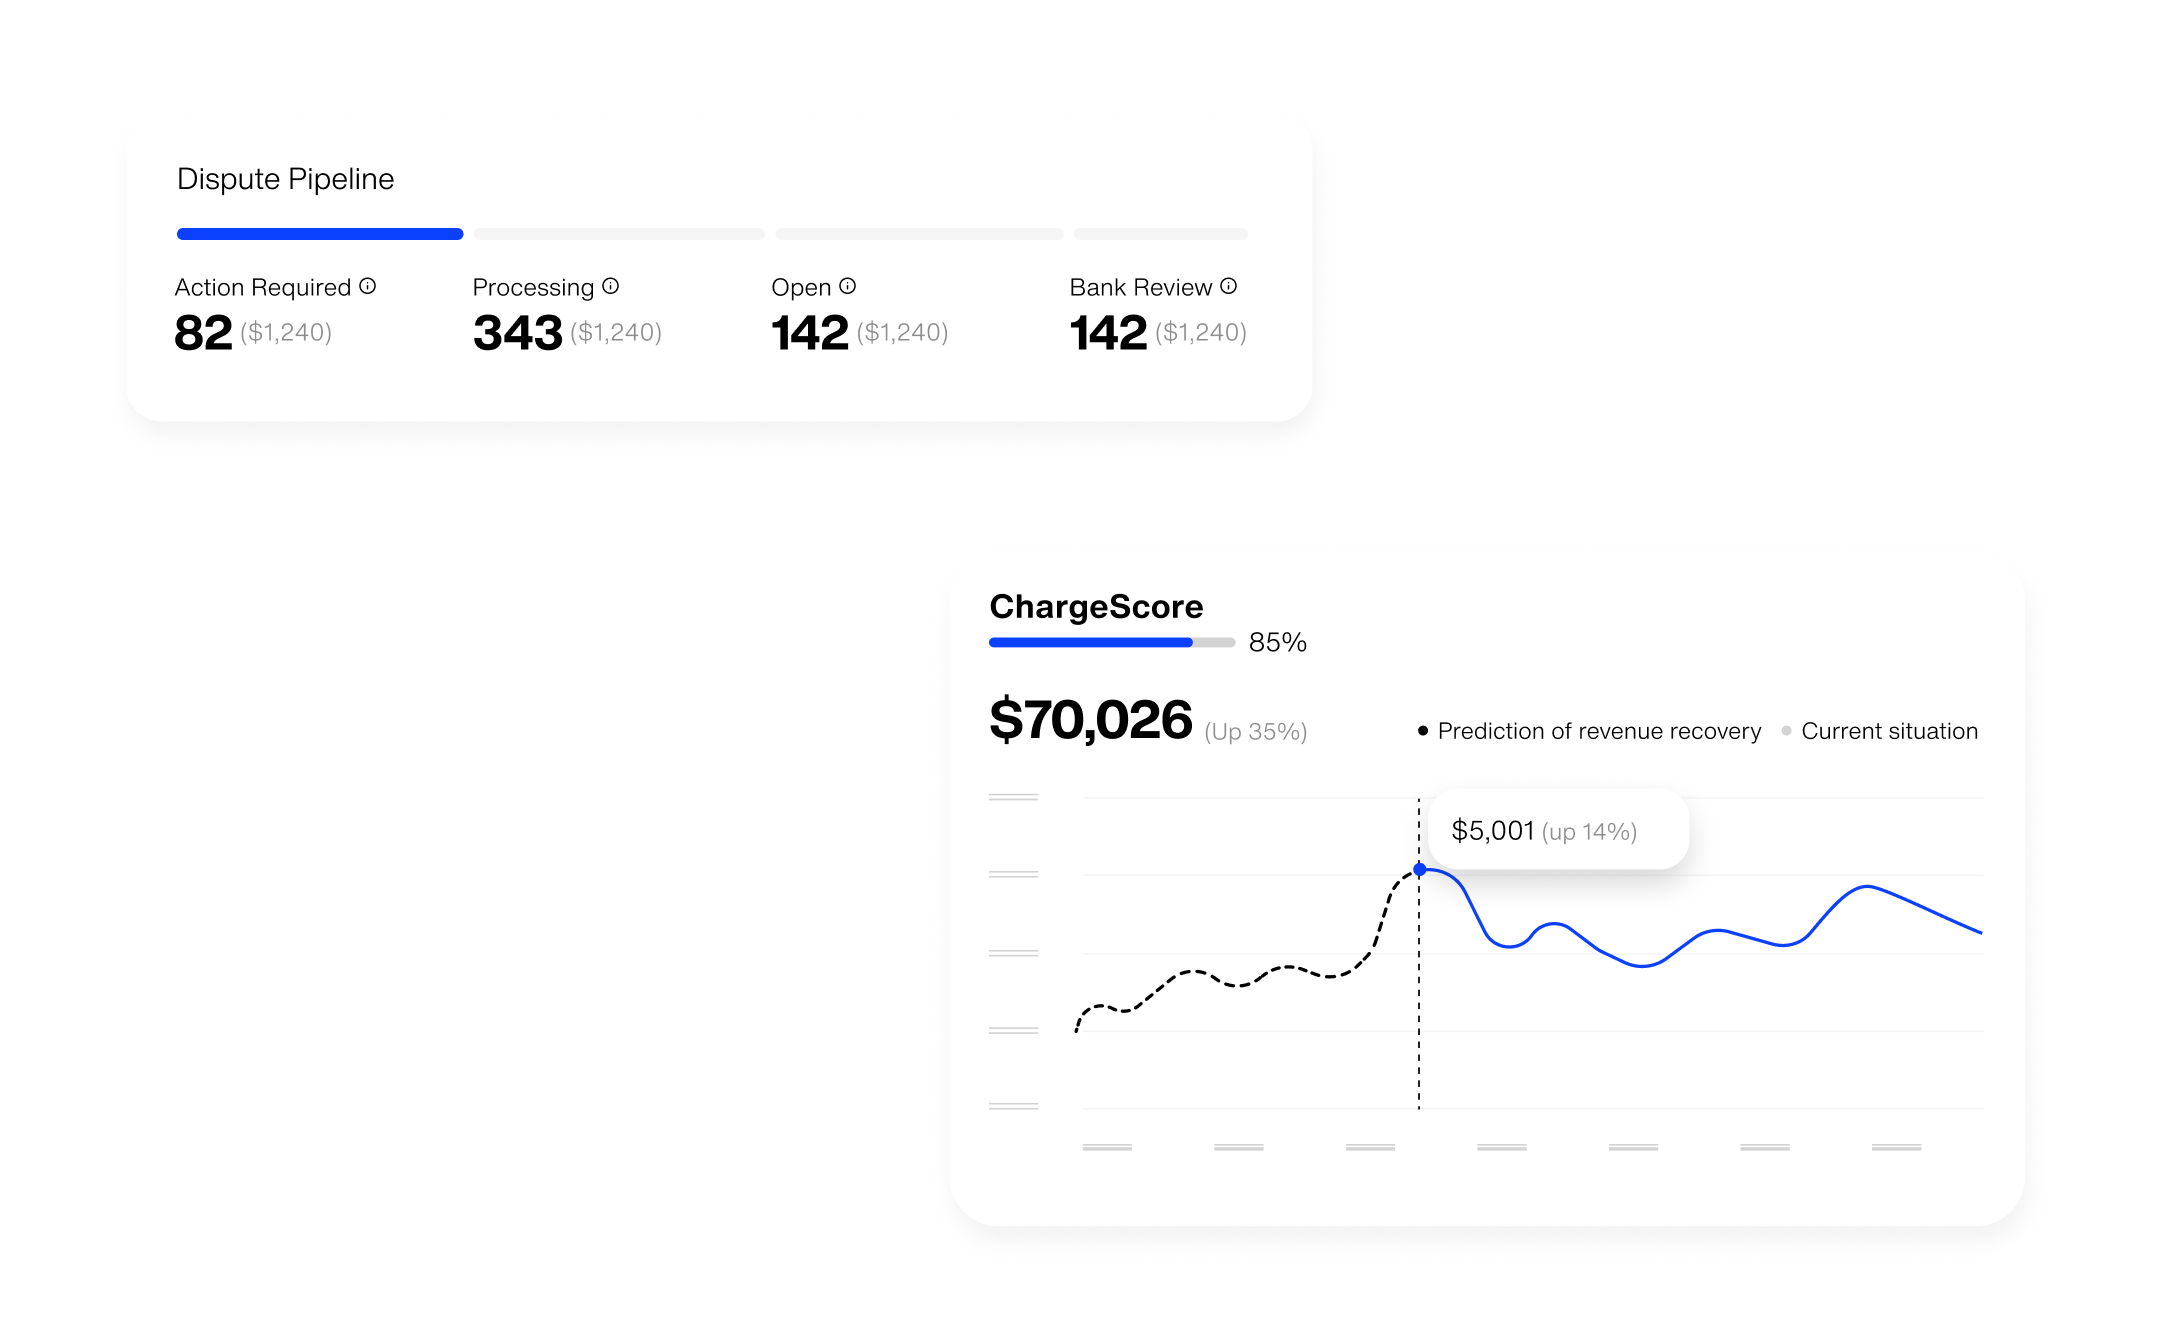 Dispute Pipeline
Action Required
82 ($1,240)
Processing
343 ($1,240)
Open
142 ($1,240)
Bank Review
142 ($1,240)
ChargeScore
85%
$70,026 (Up 35%)
Prediction of revenue recovery
Current situation
$5,001 (up 14%)